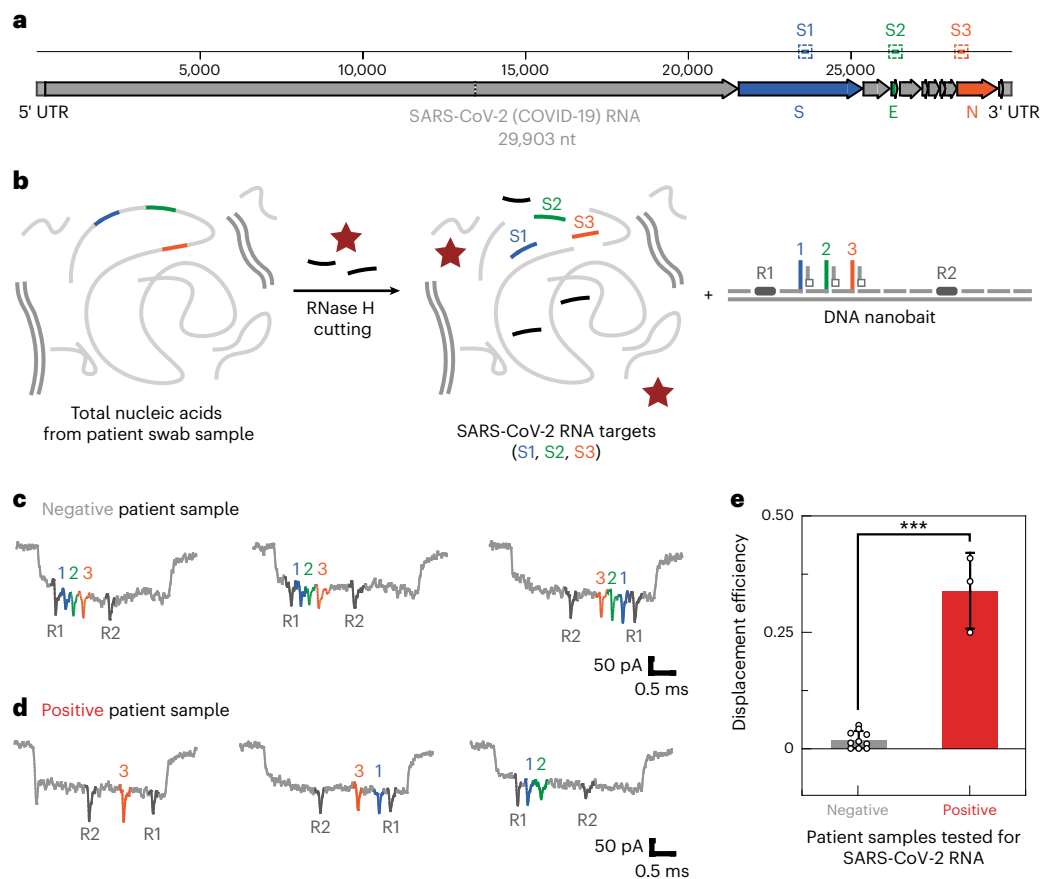 a
S1 S2 S3
5,000 10,000 15,000 20,000 25,000
5' UTR SARS-CoV-2 (COVID-19) RNA S E N 3' UTR
29,903 nt
b
S1 S2 S3
RNase H
cutting
+
1 2 3
R1 R2
DNA nanobait
Total nucleic acids
from patient swab sample
SARS-CoV-2 RNA targets
(S1, S2, S3)
c Negative patient sample
1 2 3
R1 R2
1 2 3
R1 R2
3 2 1
R2 R1
50 pA
0.5 ms
d Positive patient sample
3
R2 R1
3 1
R2 R1
1 2
R1 R2
50 pA
0.5 ms
e
Displacement efficiency
0.50
0.25
0
***
Negative Positive
Patient samples tested for
SARS-CoV-2 RNA